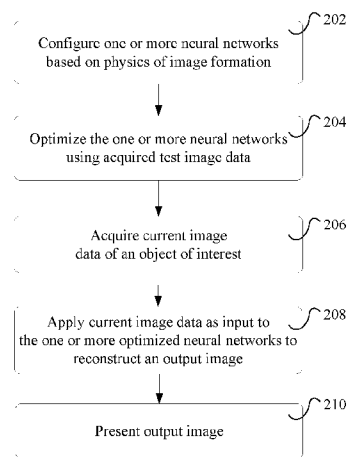 202
Configure one or more neural networks
based on physics of image formation
204
Optimize the one or more neural networks
using acquired test image data
206
Acquire current image
data of an object of interest
208
Apply current image data as input to
the one or more optimized neural networks to
reconstruct an output image
210
Present output image